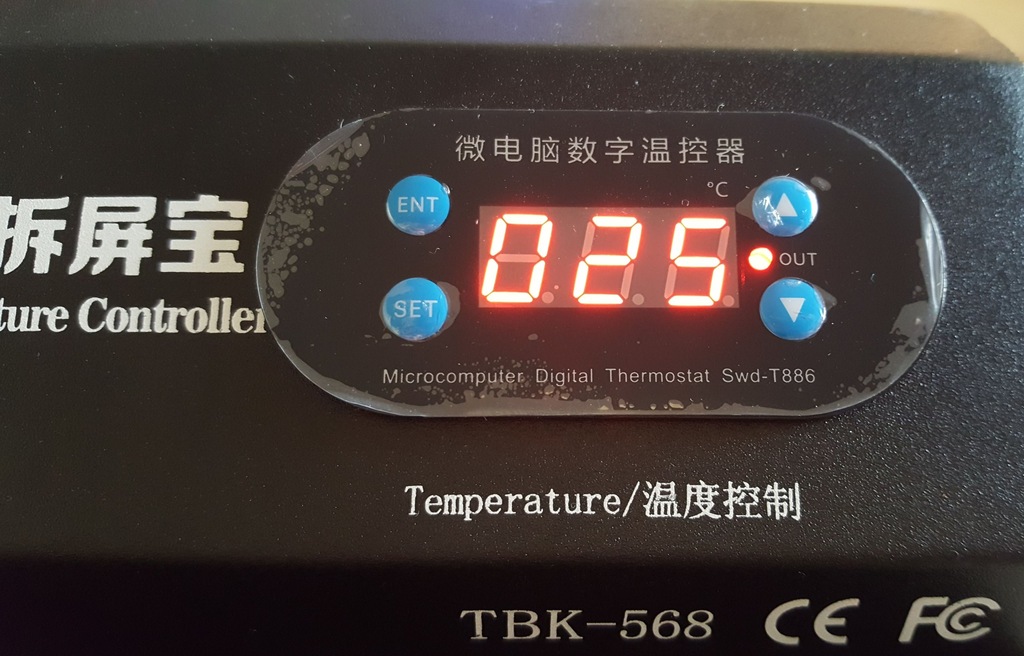 微电脑数字温控器
°C
ENT
025
OUT
SET
拆屏宝
ture Controller
Microcomputer Digital Thermostat Swd-T886
Temperature/温度控制
TBK-568 CE FC